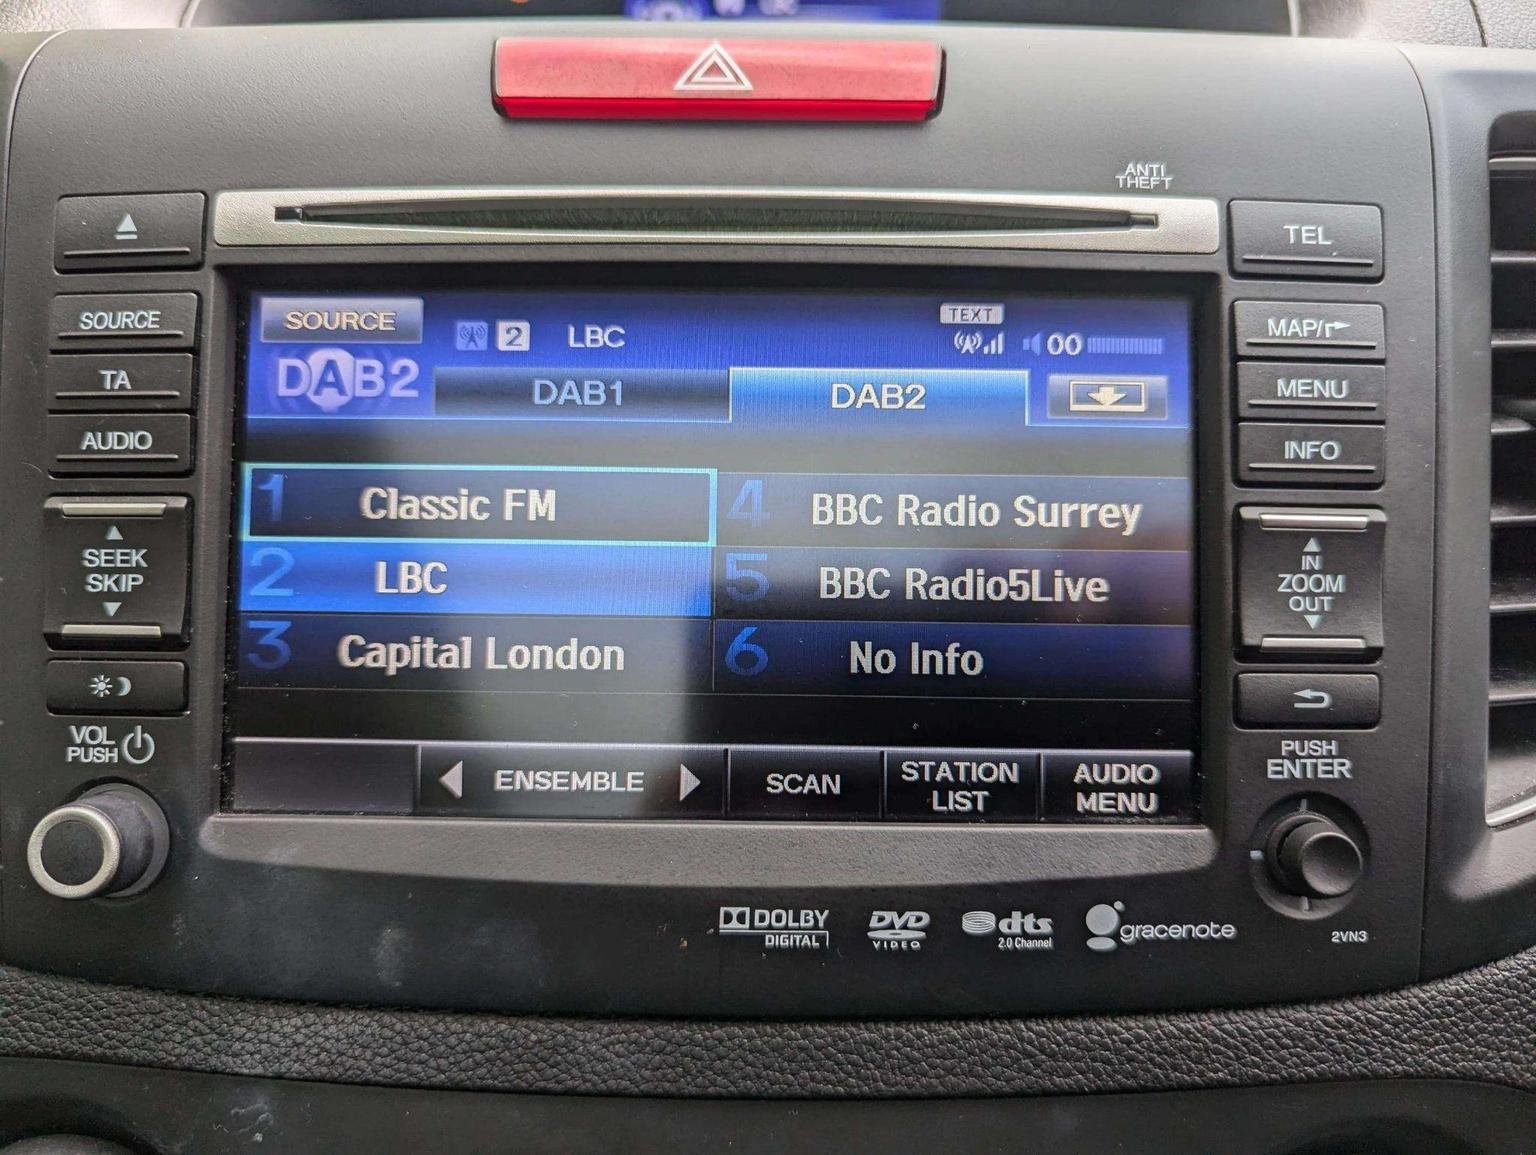 ANTI
THEFT
TEL
SOURCE
SOURCE
2 LBC
TEXT
00
MAP/
DAB2
DAB1
DAB2
TA
MENU
AUDIO
INFO
1 Classic FM
4 BBC Radio Surrey
2 LBC
5 BBC Radio5Live
3 Capital London
6 No Info
SEEK
SKIP
IN
ZOOM
OUT
VOL
PUSH
PUSH
ENTER
ENSEMBLE
SCAN
STATION
LIST
AUDIO
MENU
DOLBY
DIGITAL
DVD
VIDEO
dts
2.0 Channel
gracenote
2VN3